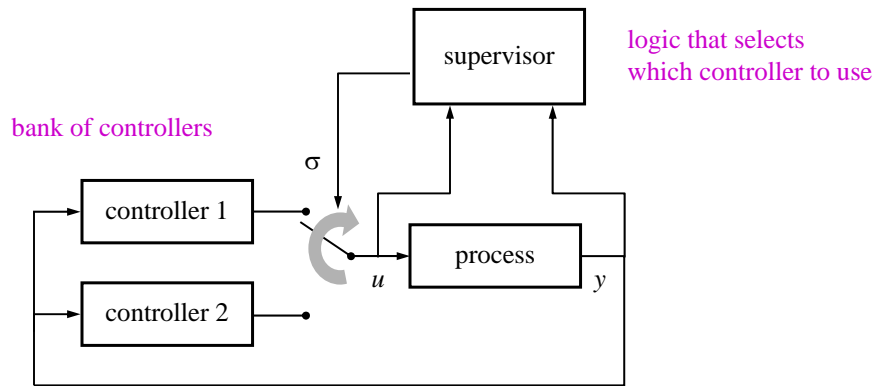 supervisor
logic that selects
which controller to use
bank of controllers
σ
controller 1
process
u
y
controller 2